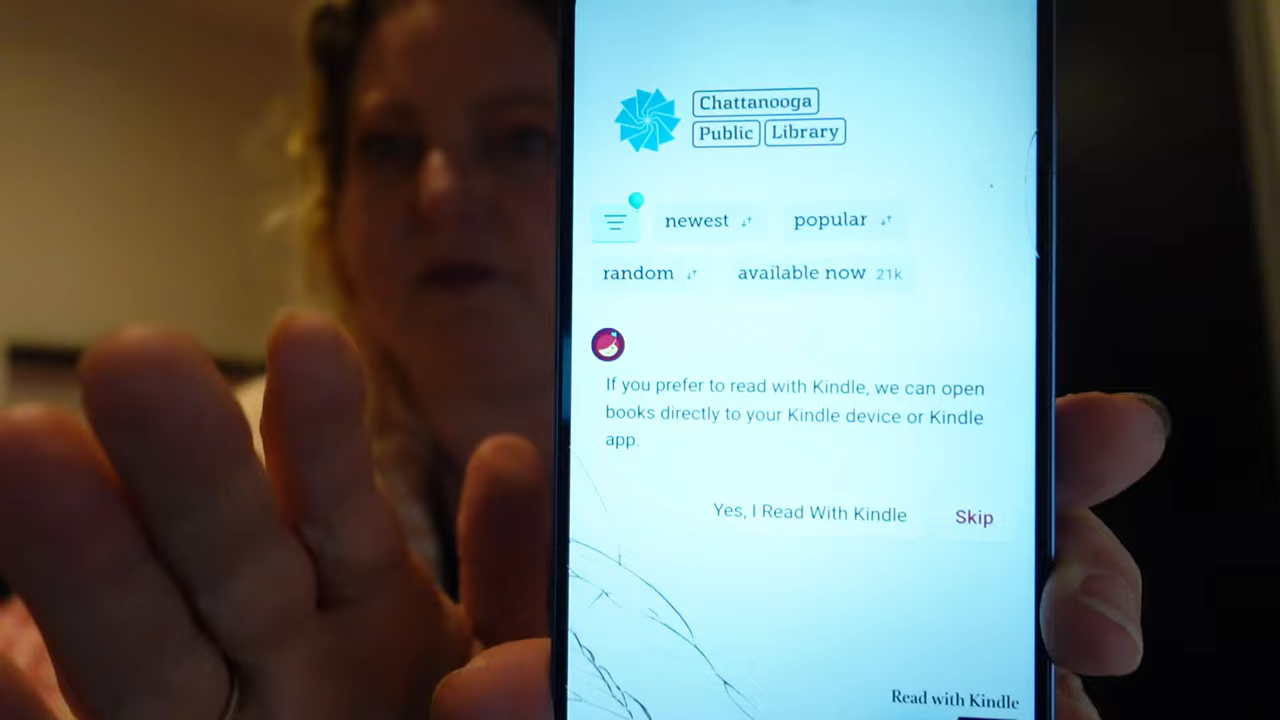 Chattanooga
Public Library
newest popular
random available now 21k
If you prefer to read with Kindle, we can open
books directly to your Kindle device or Kindle
app.
Yes, I Read With Kindle Skip
Read with Kindle